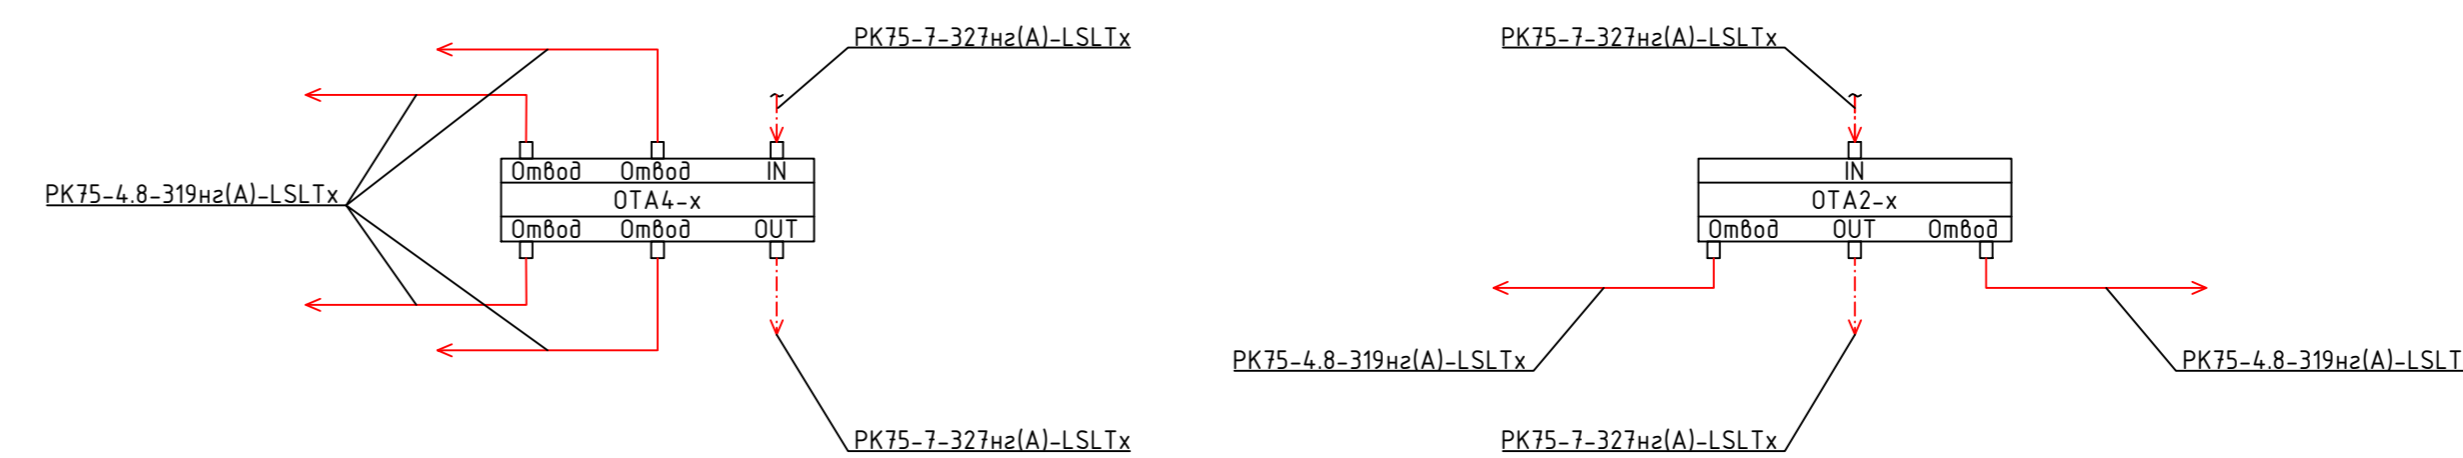 РК75-7-327нг(А)-LSLTx
РК75-4.8-319нг(А)-LSLTx
Отвод Отвод IN
ОТА4-х
Отвод Отвод OUT
РК75-7-327нг(А)-LSLTx
РК75-7-327нг(А)-LSLTx
IN
ОТА2-х
Отвод OUT Отвод
РК75-4.8-319нг(А)-LSLTx
РК75-4.8-319нг(А)-LSLT
РК75-7-327нг(А)-LSLTx